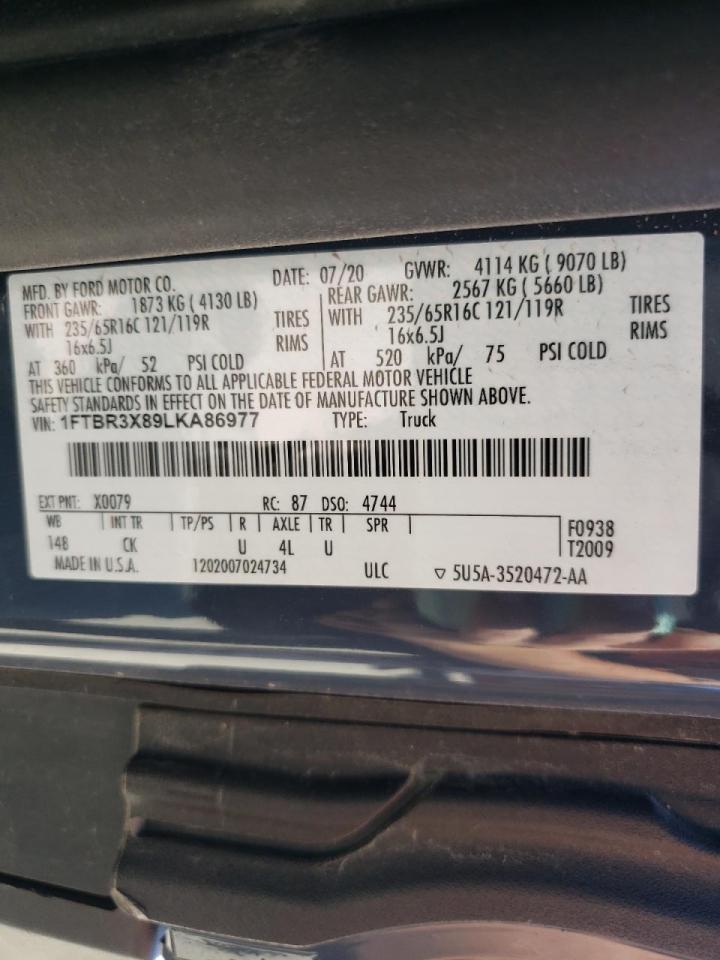 MFD. BY FORD MOTOR CO. DATE: 07/20 GVWR: 4114 KG ( 9070 LB)
FRONT GAWR: 1873 KG ( 4130 LB) REAR GAWR: 2567 KG ( 5660 LB)
WITH 235/65R16C 121/119R TIRES WITH 235/65R16C 121/119R TIRES
16x6.5J RIMS 16x6.5J RIMS
AT 360 kPa/ 52 PSI COLD AT 520 kPa/ 75 PSI COLD
THIS VEHICLE CONFORMS TO ALL APPLICABLE FEDERAL MOTOR VEHICLE
SAFETY STANDARDS IN EFFECT ON THE DATE OF MANUFACTURE SHOWN ABOVE.
VIN: 1FTBR3X89LKA86977 TYPE: Truck
EXT PNT: X0079 RC: 87 DSO: 4744
WB INT TR TP/PS R AXLE TR SPR F0938
148 CK U 4L U T2009
MADE IN U.S.A. 1202007024734 ULC ▽ 5U5A-3520472-AA